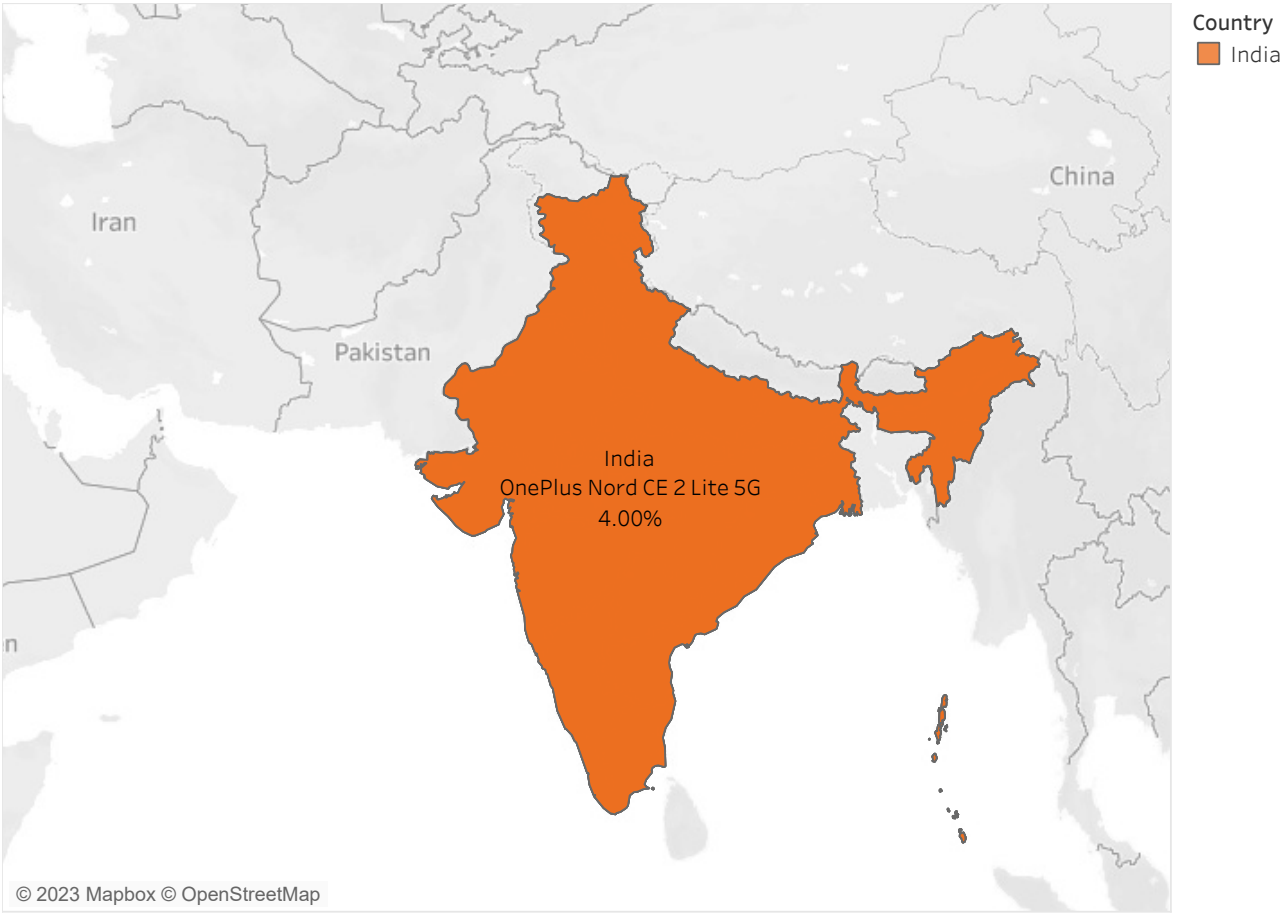 Country
India
China
Iran
Pakistan
India
OnePlus Nord CE 2 Lite 5G
4.00%
n
© 2023 Mapbox © OpenStreetMap